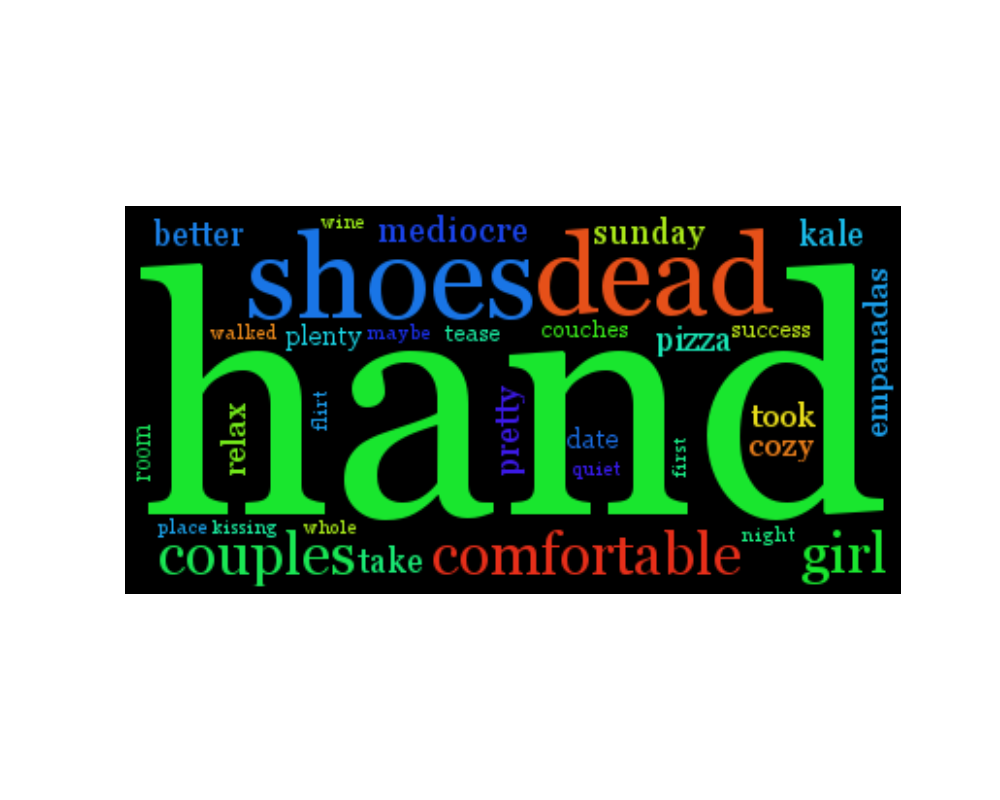 better wine mediocre sunday kale
shoes dead
walked plenty maybe tease couches pizza success
empanadas
hand
room relax flirt pretty date quiet first took cozy
place kissing whole night
couples take comfortable girl